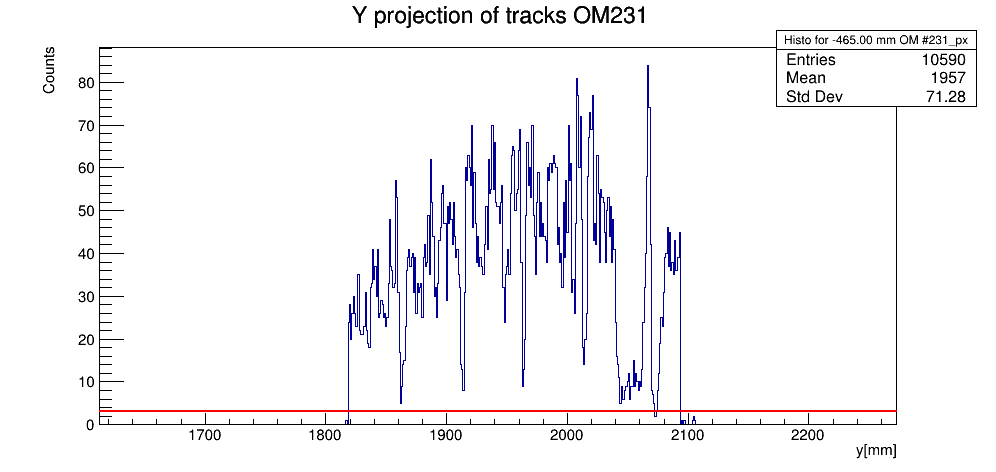 Y projection of tracks OM231
Histo for -465.00 mm OM #231_px
Entries 10590
Mean 1957
Std Dev 71.28
Counts
80
70
60
50
40
30
20
10
0
1700 1800 1900 2000 2100 2200
y[mm]